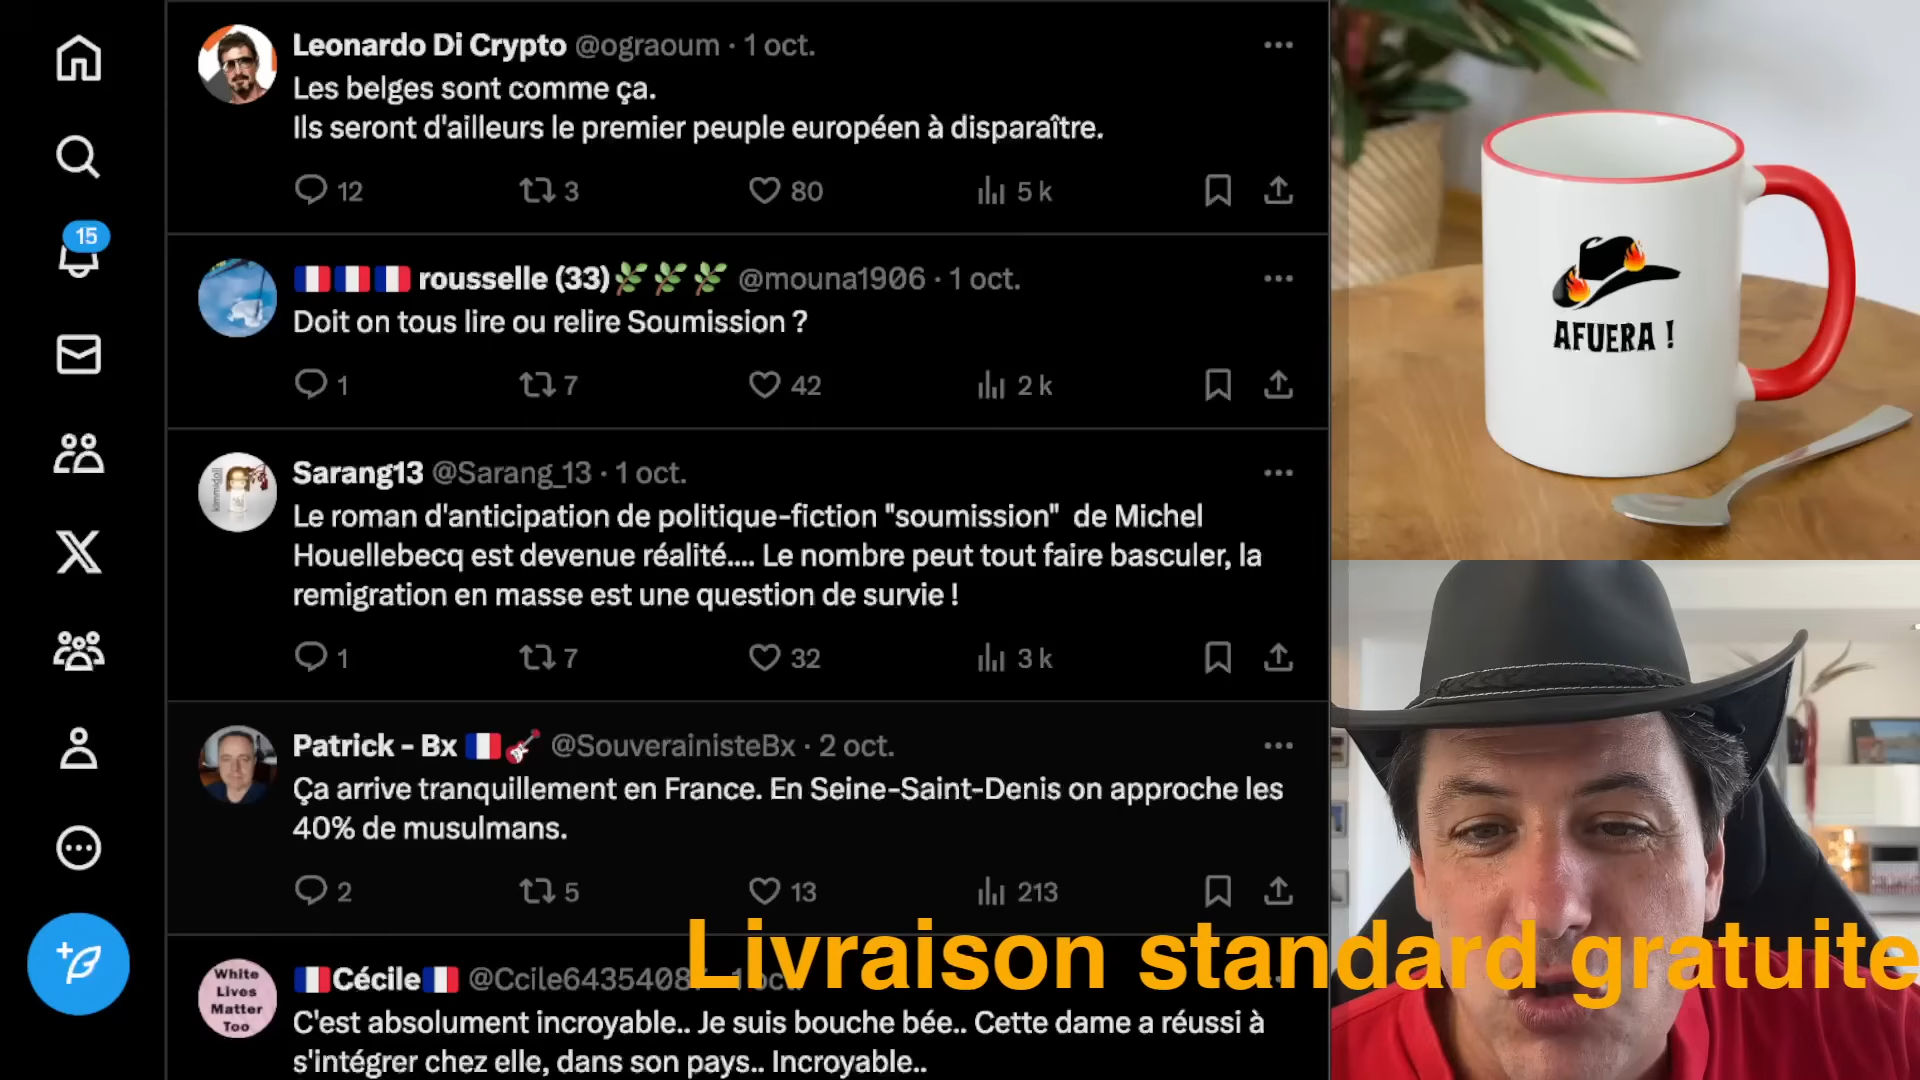 Leonardo Di Crypto @ograoum · 1 oct.
Les belges sont comme ça.
Ils seront d'ailleurs le premier peuple européen à disparaître.
12 3 80 5 k
15
rousselle (33) @mouna1906 · 1 oct.
Doit on tous lire ou relire Soumission ?
1 7 42 2 k
Sarang13 @Sarang_13 · 1 oct.
Le roman d'anticipation de politique-fiction "soumission" de Michel
Houellebecq est devenue réalité.... Le nombre peut tout faire basculer, la
remigration en masse est une question de survie !
1 7 32 3 k
Patrick - Bx @SouverainisteBx · 2 oct.
Ça arrive tranquillement en France. En Seine-Saint-Denis on approche les
40% de musulmans.
2 5 13 213
White
Lives
Matter
Too
Cécile 1 oct.
C'est absolument incroyable.. Je suis bouche bée.. Cette dame a réussi à
s'intégrer chez elle, dans son pays.. Incroyable..
AFUERA !
Livraison standard gratuite